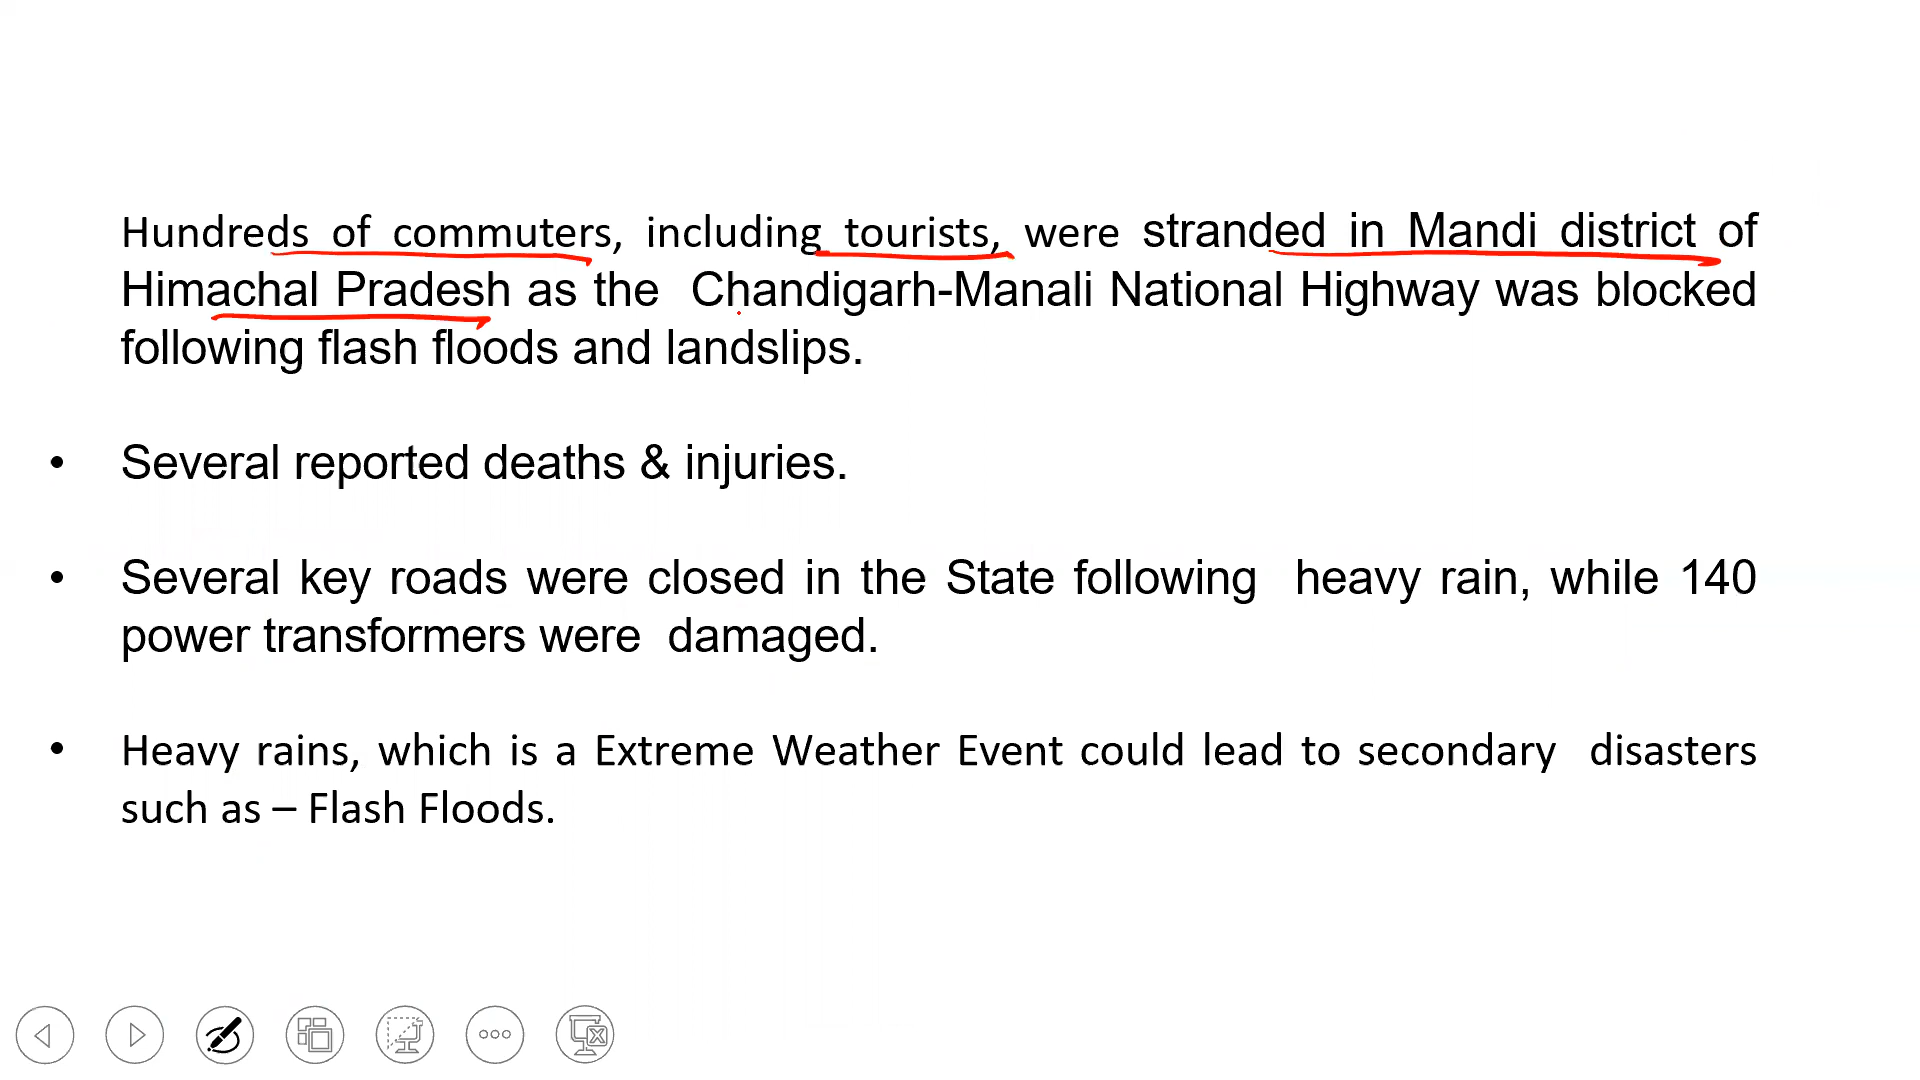 Hundreds of commuters, including tourists, were stranded in Mandi district of
Himachal Pradesh as the Chandigarh-Manali National Highway was blocked
following flash floods and landslips.
• Several reported deaths & injuries.
• Several key roads were closed in the State following heavy rain, while 140
power transformers were damaged.
• Heavy rains, which is a Extreme Weather Event could lead to secondary disasters
such as – Flash Floods.